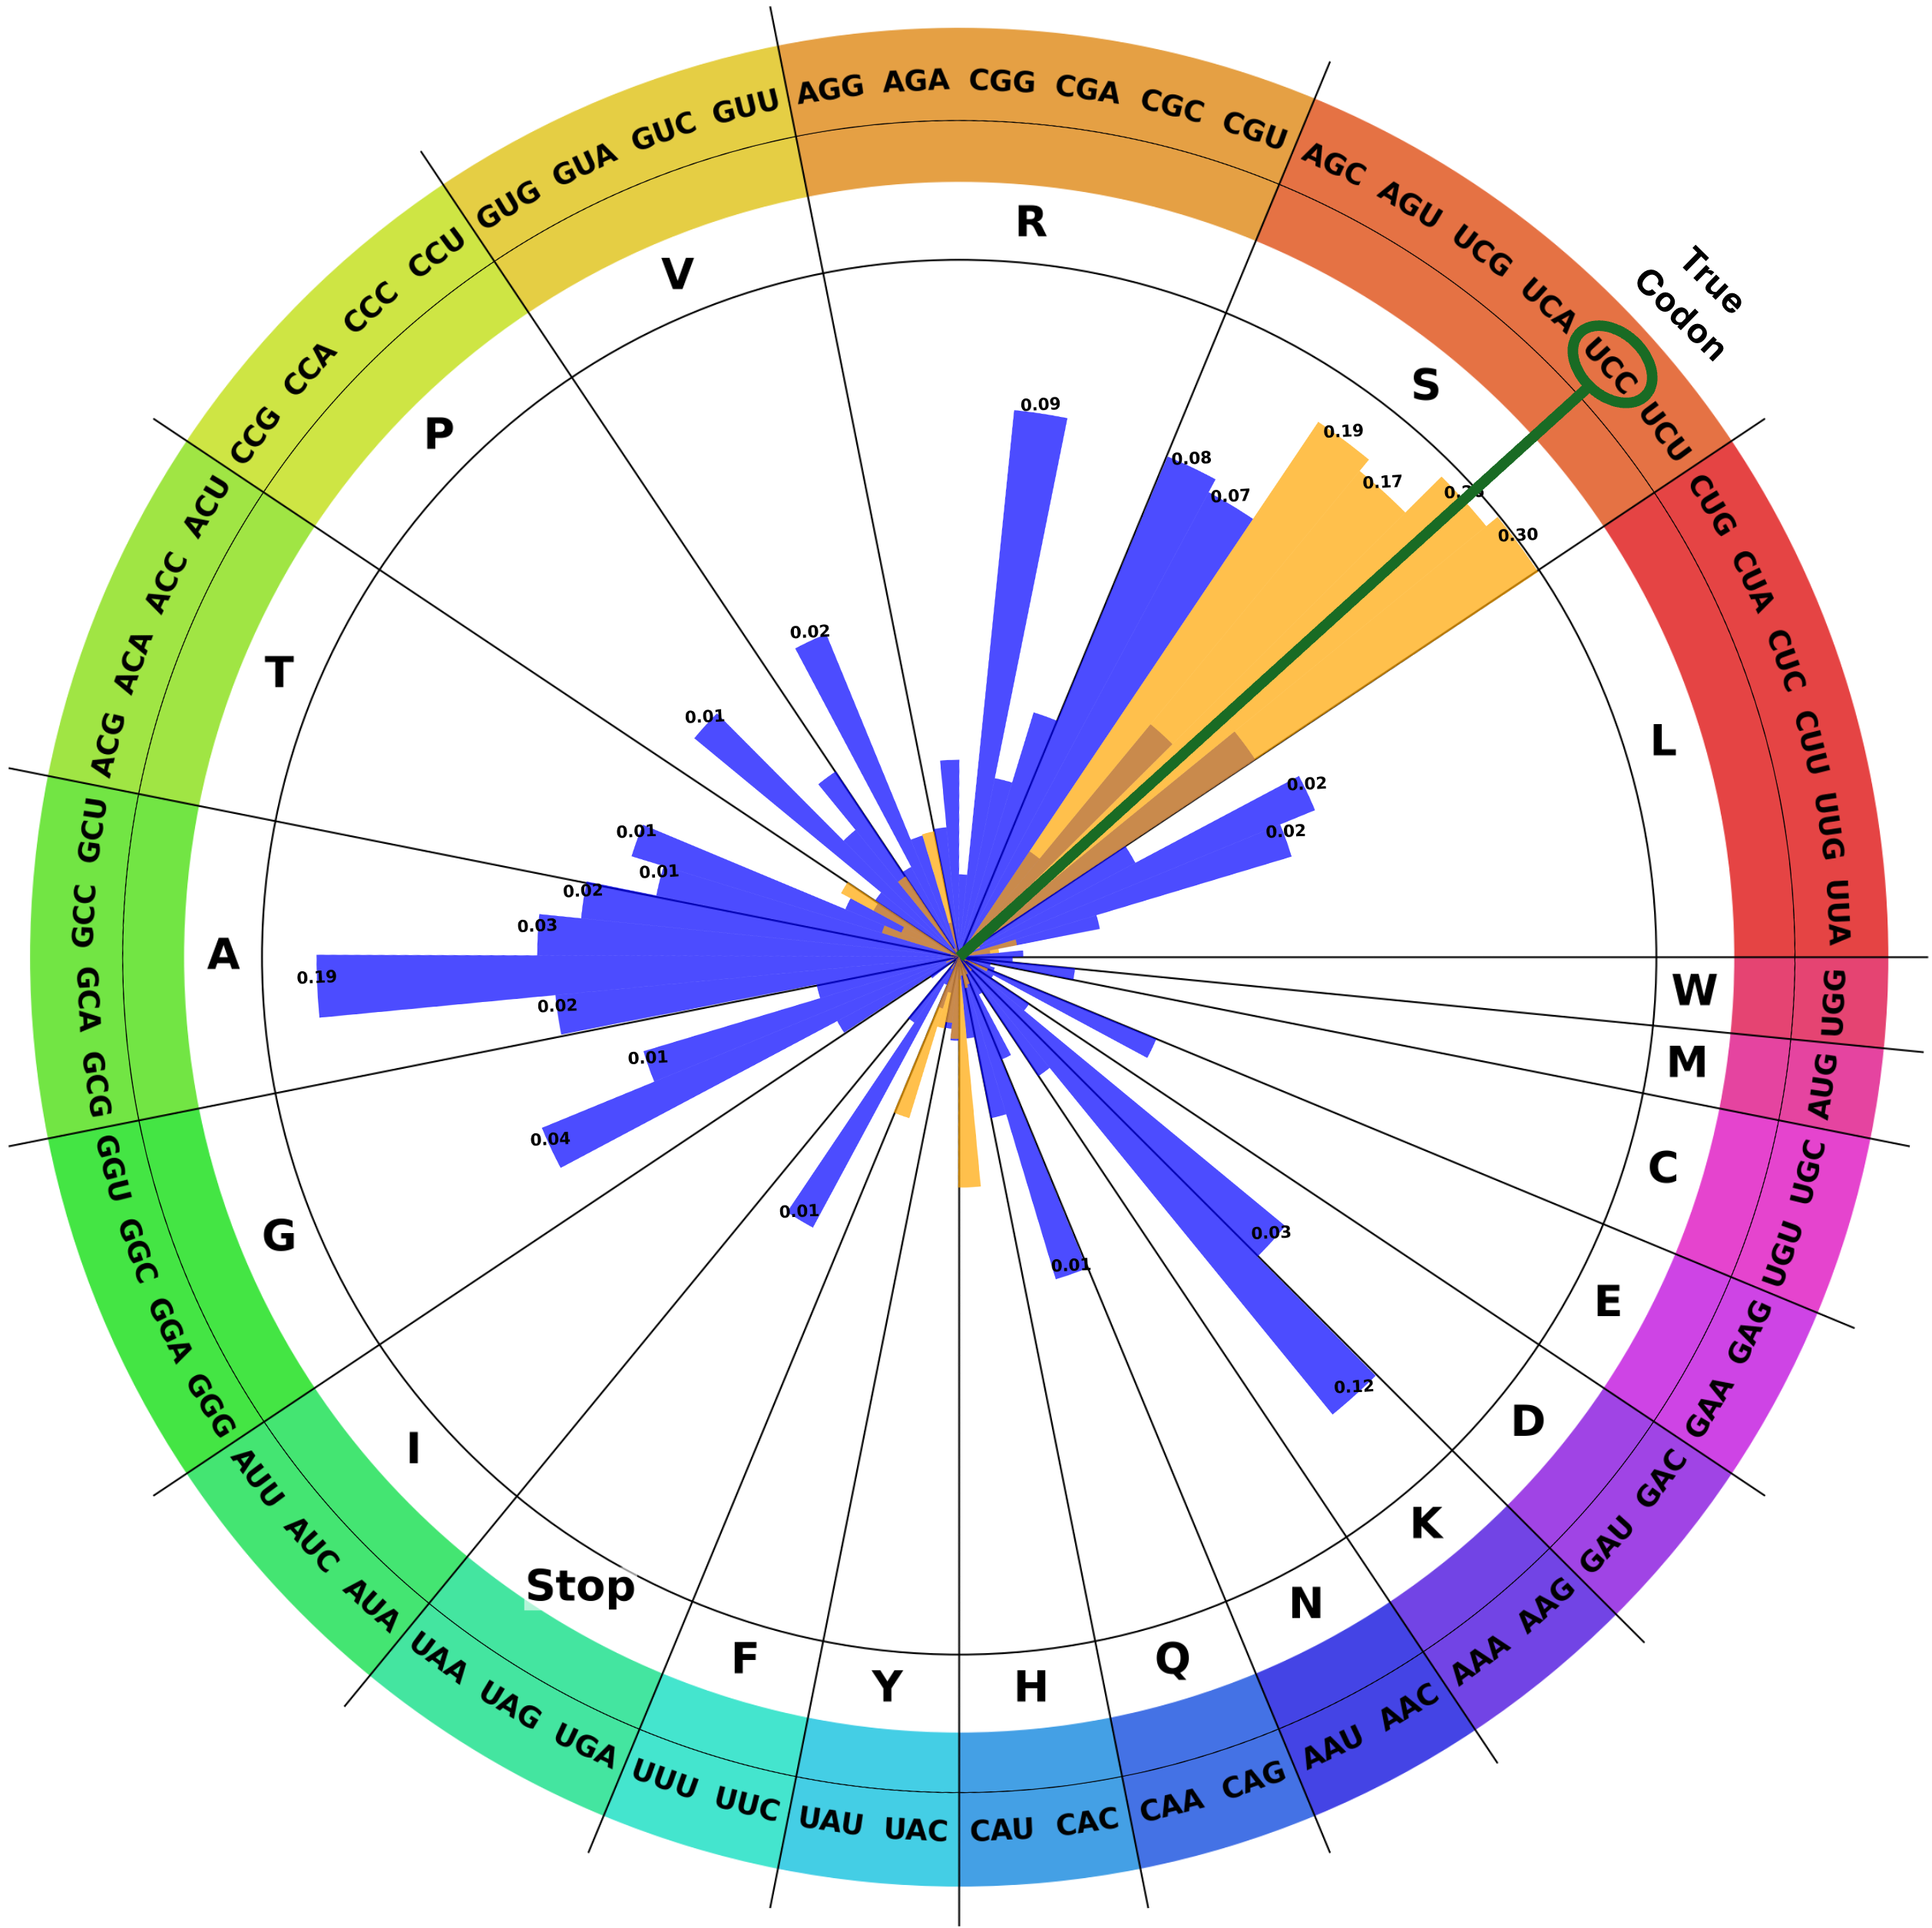 AGG AGA CGG CGA CGC CGU
AGC AGU UCG UCA UCC UCU
True
Codon
CUG CUA CUC CUU UUG UUA
UGG
AUG
UGC UGU
GAG GAA
GAC GAU
AAG AAA
AAC AAU
CAG CAA
CAC CAU
UAC UAU
UUC UUU
UGA UAG UAA
AUA AUC AUU
GGG GGA GGC GGU
GCG GCA GCC GCU
ACG ACA ACC ACU
CCG CCA CCC CCU
GUG GUA GUC GUU
R
S
L
W
M
C
E
D
K
N
Q
H
Y
F
Stop
I
G
A
T
P
V
0.09
0.08
0.07
0.19
0.17
0.30
0.02
0.02
0.03
0.12
0.01
0.01
0.04
0.01
0.02
0.19
0.03
0.02
0.01
0.01
0.01
0.02